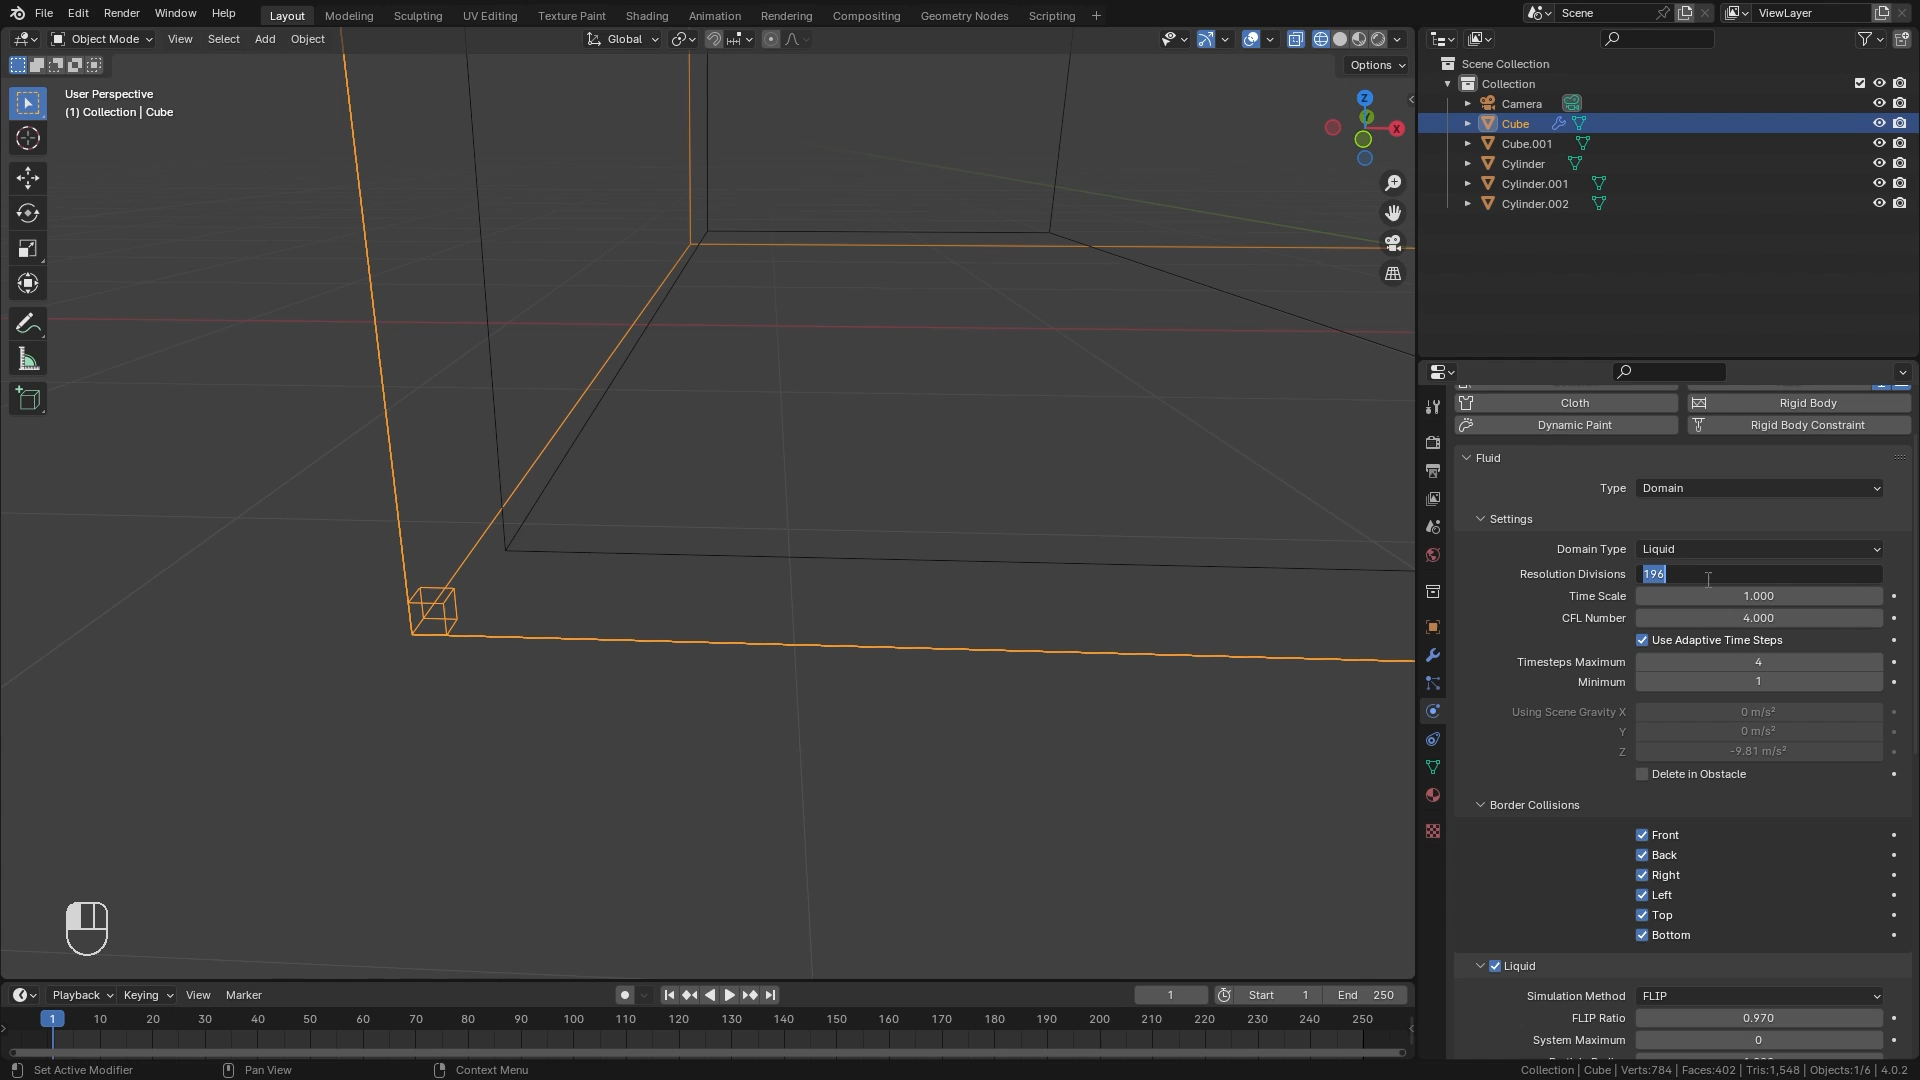 File Edit Render Window Help Layout Modeling Sculpting UV Editing Texture Paint Shading Animation Rendering Compositing Geometry Nodes Scripting + Scene ViewLayer
Object Mode View Select Add Object Global
Options
User Perspective
(1) Collection | Cube
Z
Y
X
Scene Collection
Collection
Camera
Cube
Cube.001
Cylinder
Cylinder.001
Cylinder.002
Cloth Rigid Body
Dynamic Paint Rigid Body Constraint
Fluid
Type Domain
Settings
Domain Type Liquid
Resolution Divisions 196
Time Scale 1.000
CFL Number 4.000
Use Adaptive Time Steps
Timesteps Maximum 4
Minimum 1
Using Scene Gravity X 0 m/s²
Y 0 m/s²
Z -9.81 m/s²
Delete in Obstacle
Border Collisions
Front
Back
Right
Left
Top
Bottom
Liquid
Simulation Method FLIP
FLIP Ratio 0.970
System Maximum 0
Playback Keying View Marker 1 Start 1 End 250
1 10 20 30 40 50 60 70 80 90 100 110 120 130 140 150 160 170 180 190 200 210 220 230 240 250
Set Active Modifier Pan View Context Menu Collection | Cube | Verts:784 | Faces:402 | Tris:1,548 | Objects:1/6 | 4.0.2